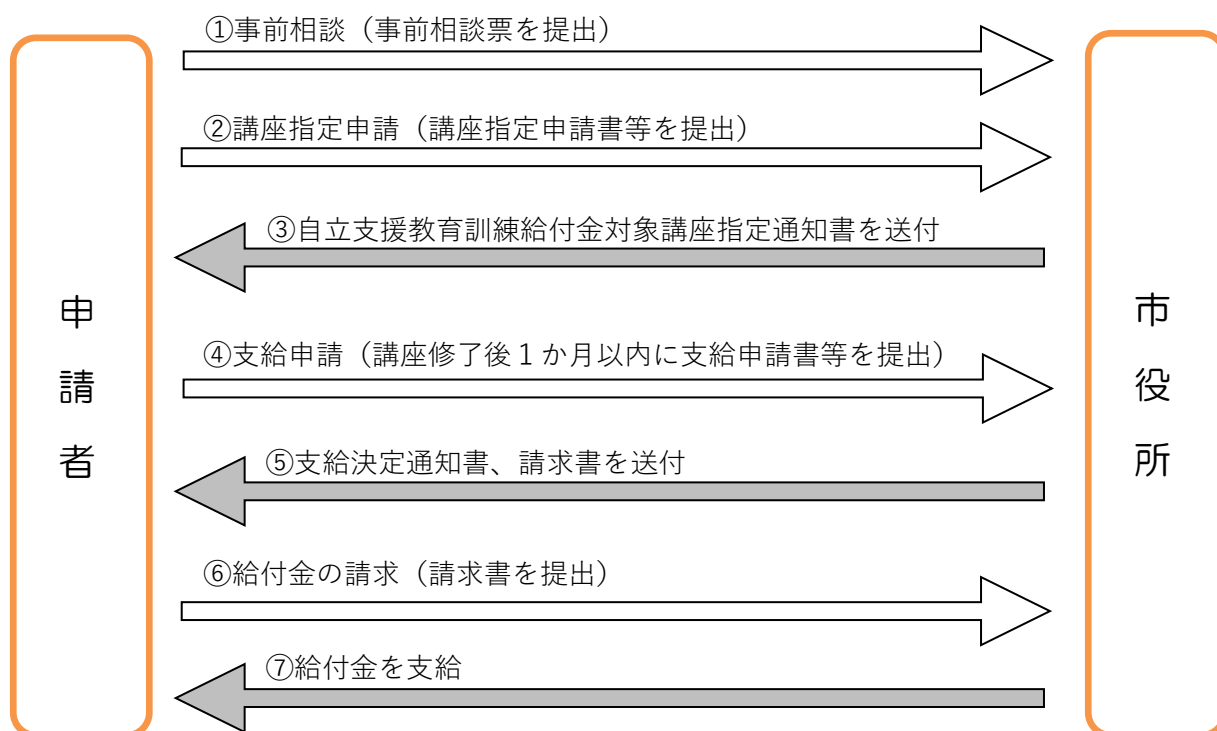 ①事前相談（事前相談票を提出）
②講座指定申請（講座指定申請書等を提出）
③自立支援教育訓練給付金対象講座指定通知書を送付
申請者
市役所
④支給申請（講座修了後１か月以内に支給申請書等を提出）
⑤支給決定通知書、請求書を送付
⑥給付金の請求（請求書を提出）
⑦給付金を支給